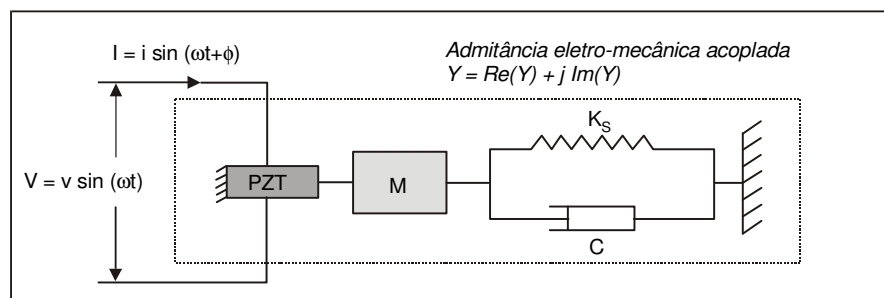 I = i sin (ωt+ϕ)
Admitância eletro-mecânica acoplada
Y = Re(Y) + j Im(Y)
K_S
PZT
M
V = v sin (ωt)
C